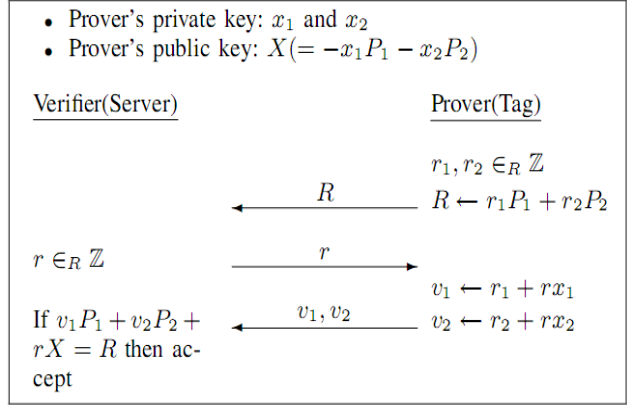 • Prover's private key: x₁ and x₂
• Prover's public key: X(= −x₁P₁ − x₂P₂)
Verifier(Server) Prover(Tag)
r₁, r₂ ∈R ℤ
R R ← r₁P₁ + r₂P₂
r ∈R ℤ r
v₁ ← r₁ + rx₁
If v₁P₁ + v₂P₂ + v₁, v₂ v₂ ← r₂ + rx₂
rX = R then ac-
cept